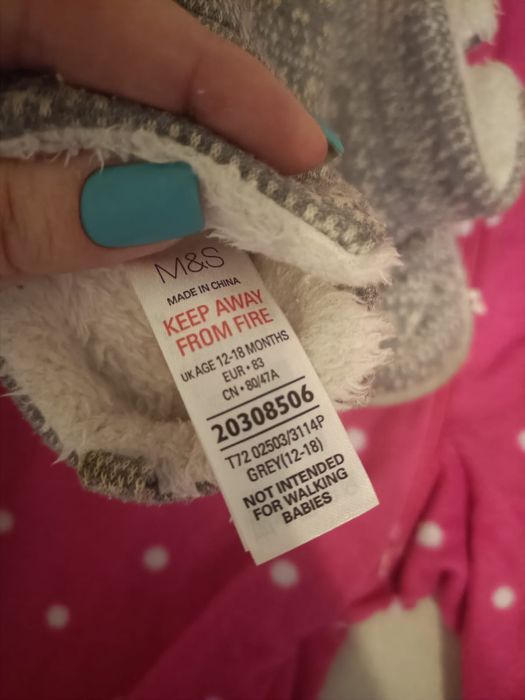 M&S
MADE IN CHINA
KEEP AWAY
FROM FIRE
UK AGE 12-18 MONTHS
EUR • 83
CN • 80/47A
20308506
T72 02503/3114P
GREY(12-18)
NOT INTENDED
FOR WALKING
BABIES